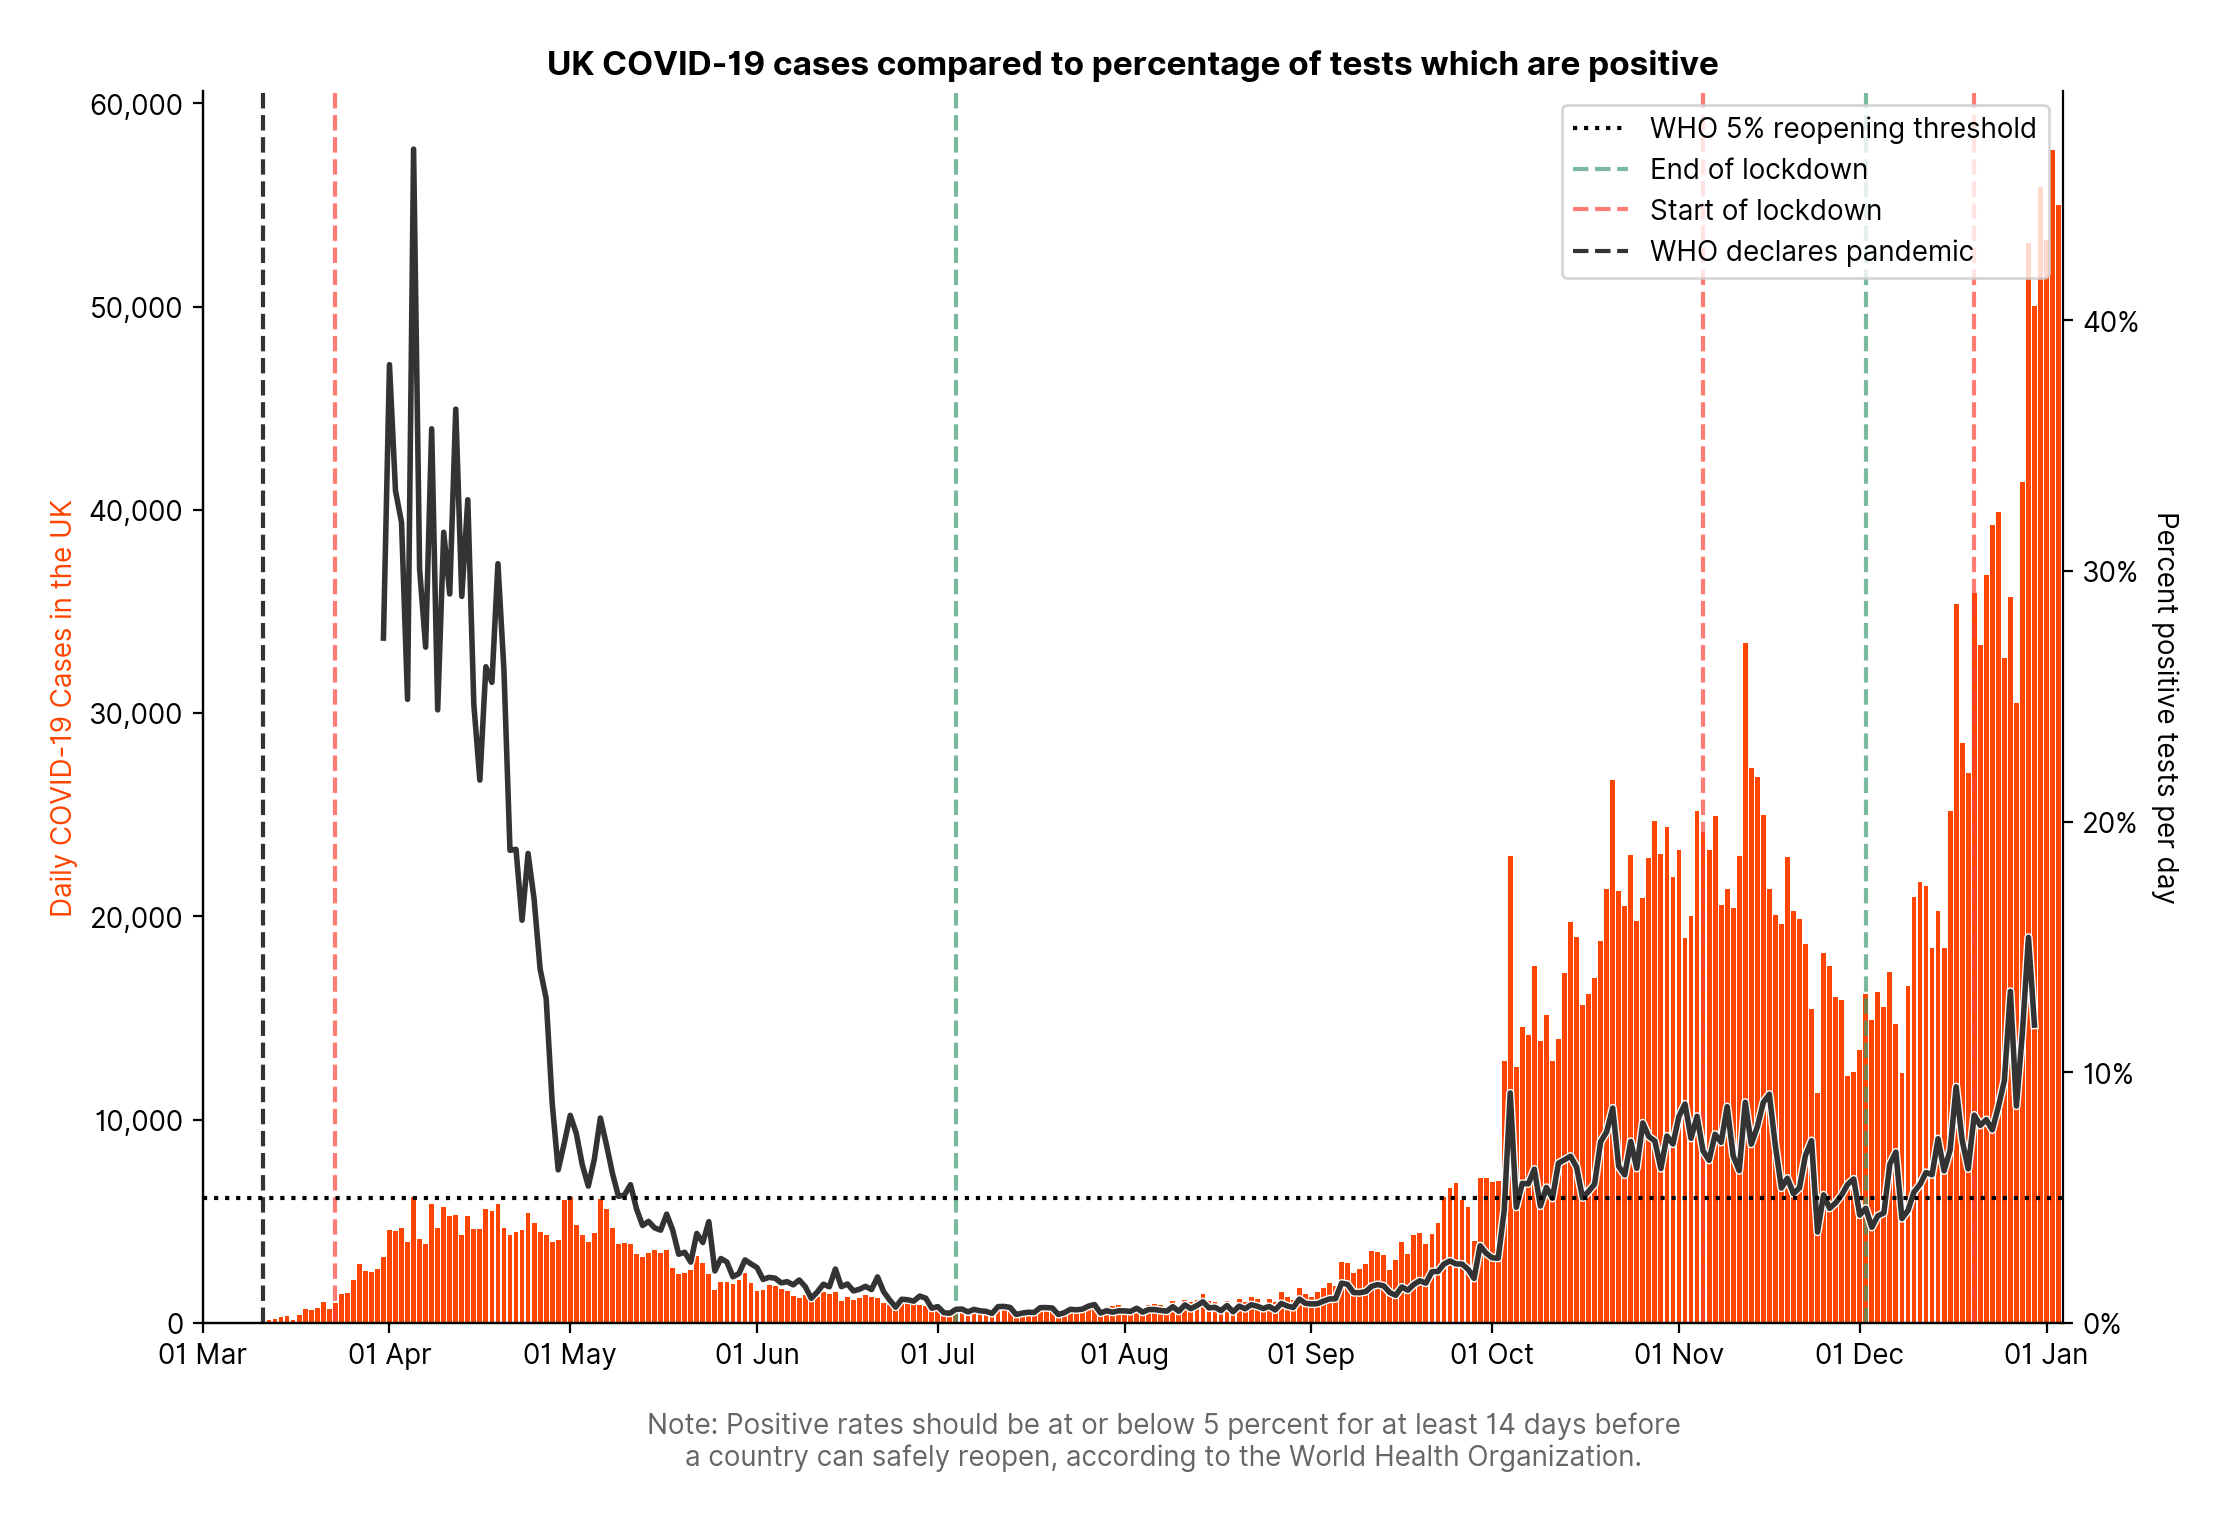 UK COVID-19 cases compared to percentage of tests which are positive
WHO 5% reopening threshold
End of lockdown
Start of lockdown
WHO declares pandemic
Daily COVID-19 Cases in the UK
60,000
50,000
40,000
30,000
20,000
10,000
0
40%
30%
20%
10%
0%
Percent positive tests per day
01 Mar
01 Apr
01 May
01 Jun
01 Jul
01 Aug
01 Sep
01 Oct
01 Nov
01 Dec
01 Jan
Note: Positive rates should be at or below 5 percent for at least 14 days before
a country can safely reopen, according to the World Health Organization.